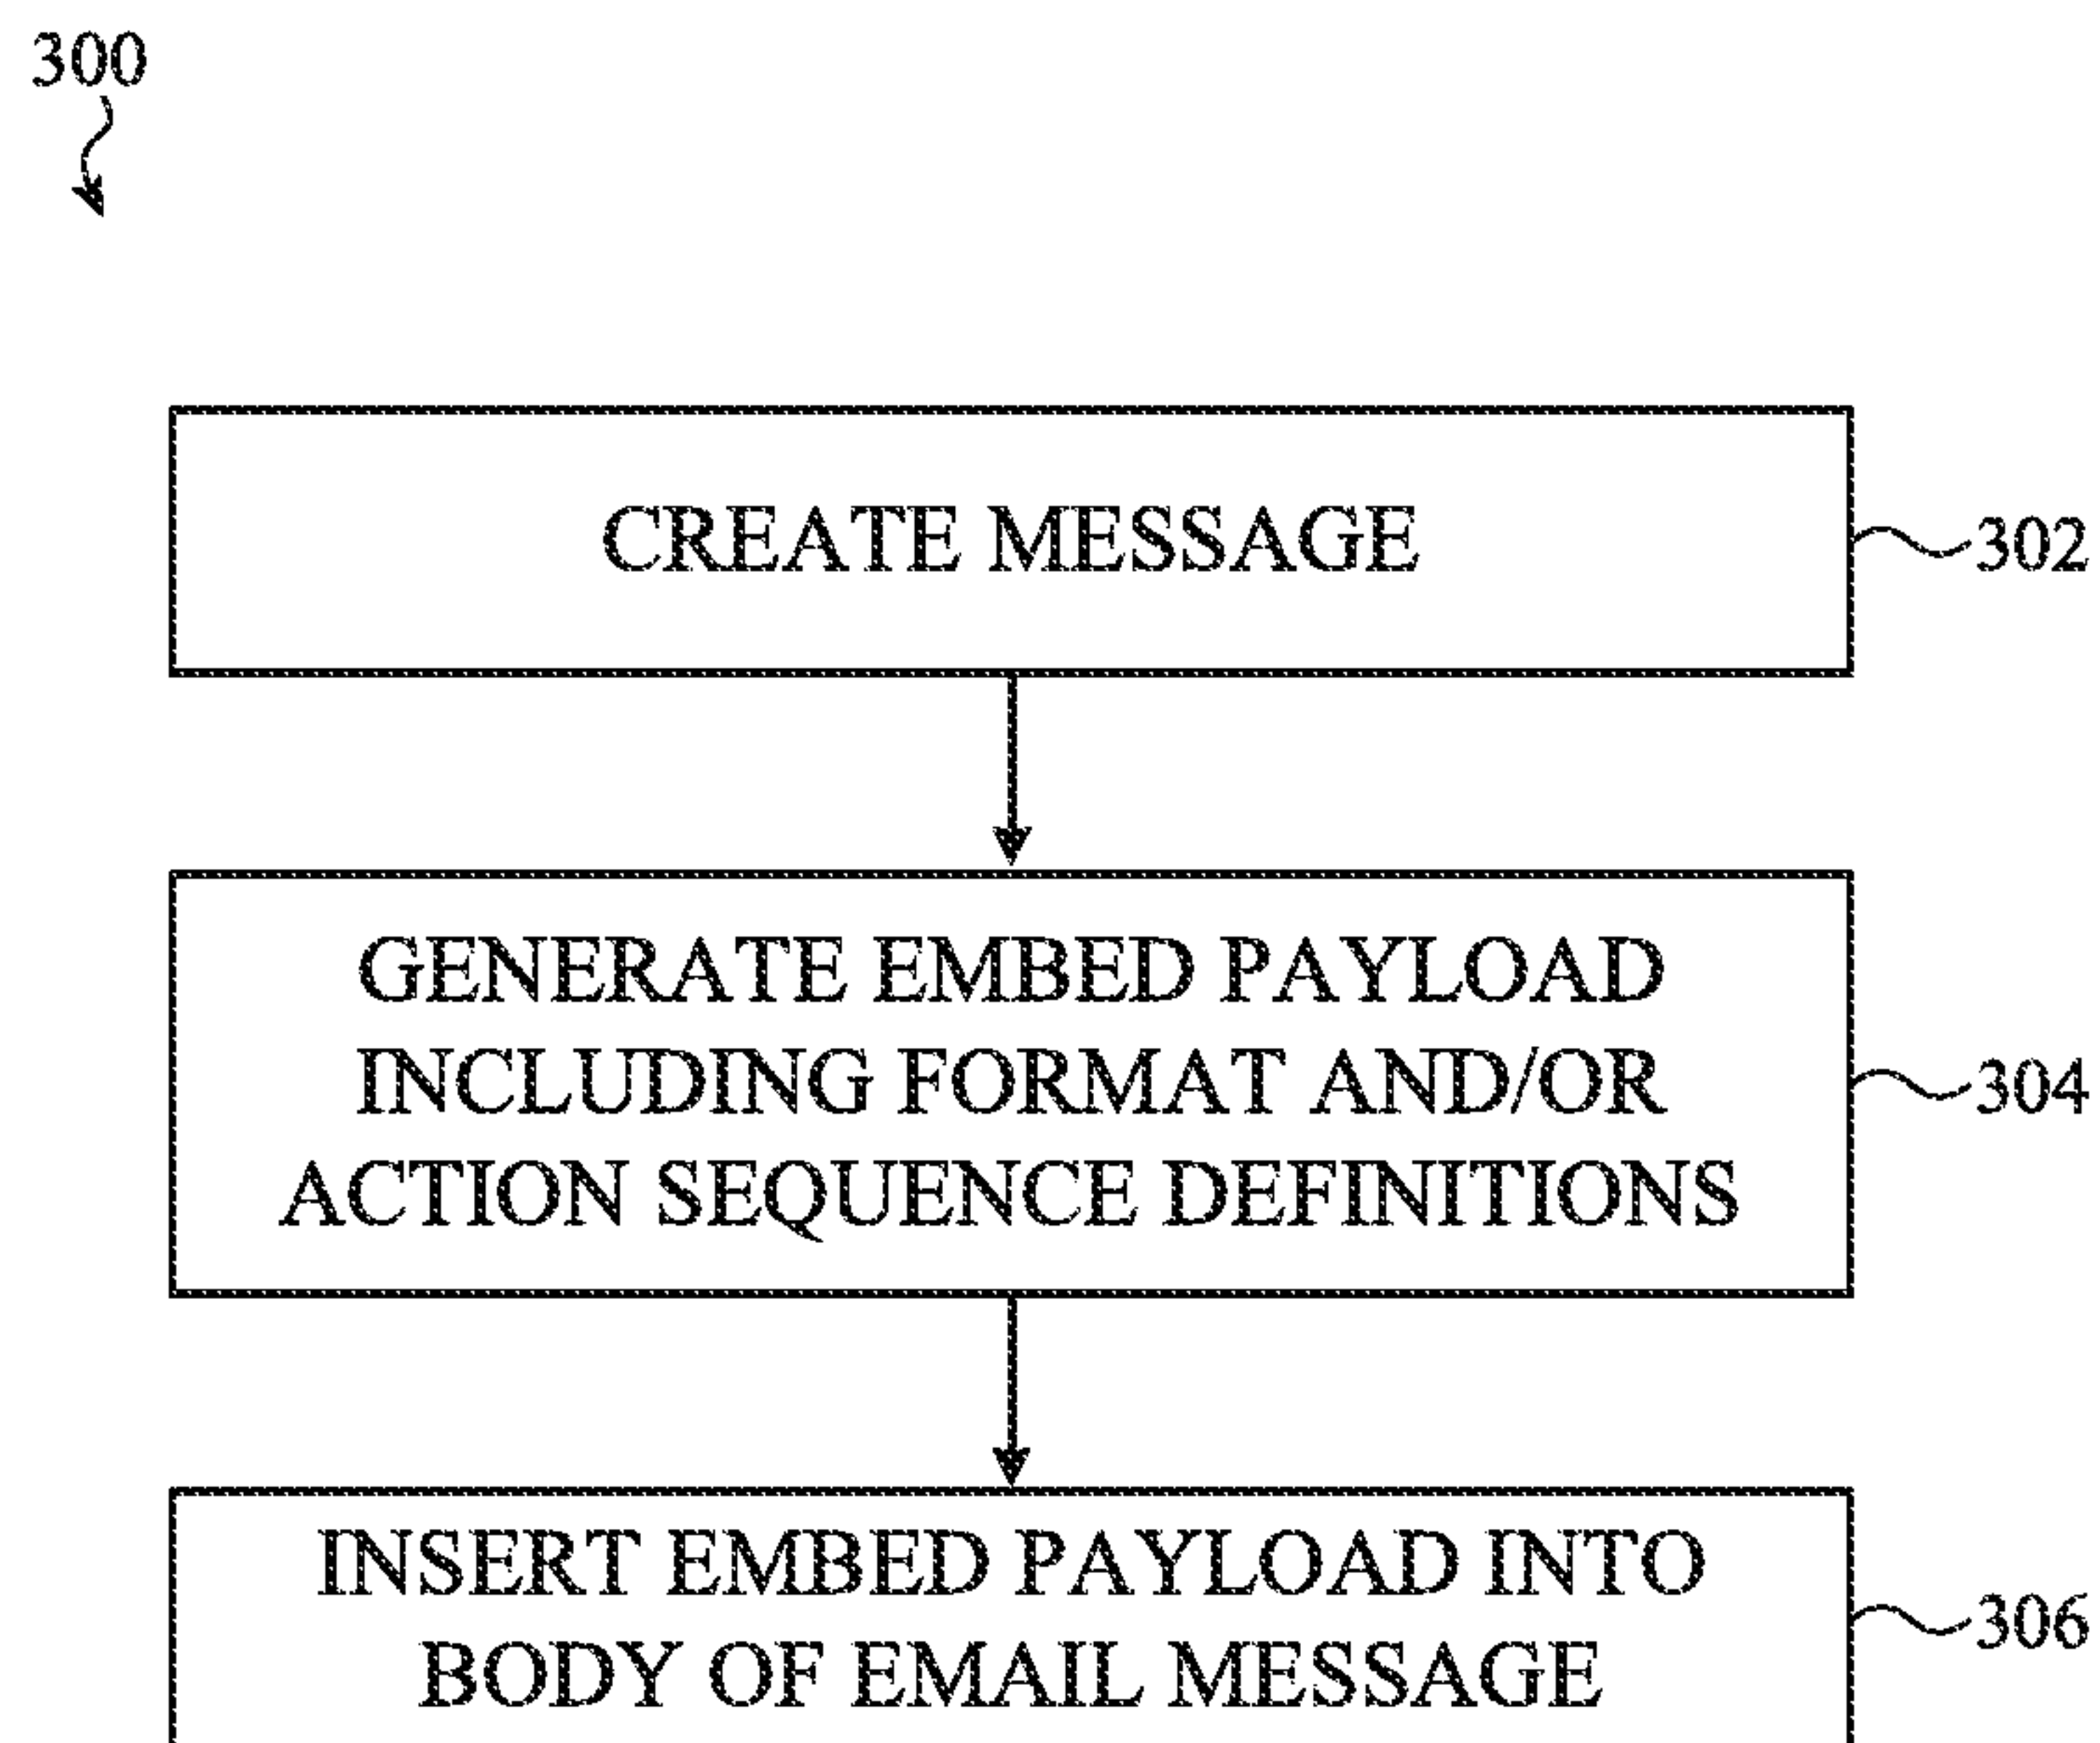 300
CREATE MESSAGE
302
GENERATE EMBED PAYLOAD
INCLUDING FORMAT AND/OR
ACTION SEQUENCE DEFINITIONS
304
INSERT EMBED PAYLOAD INTO
BODY OF EMAIL MESSAGE
306